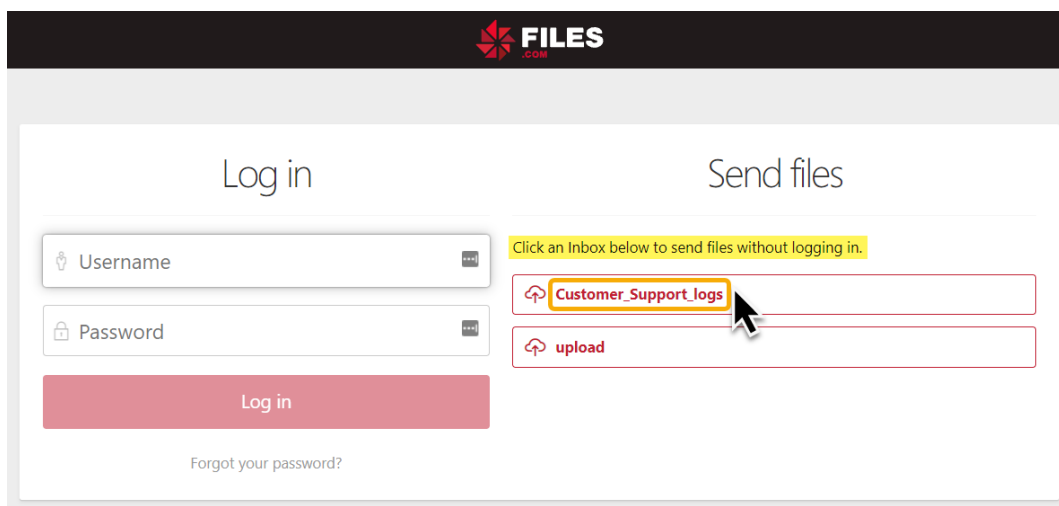 FILES
.COM
Log in
Send files
Username
Password
Log in
Forgot your password?
Click an Inbox below to send files without logging in.
Customer_Support_logs
upload